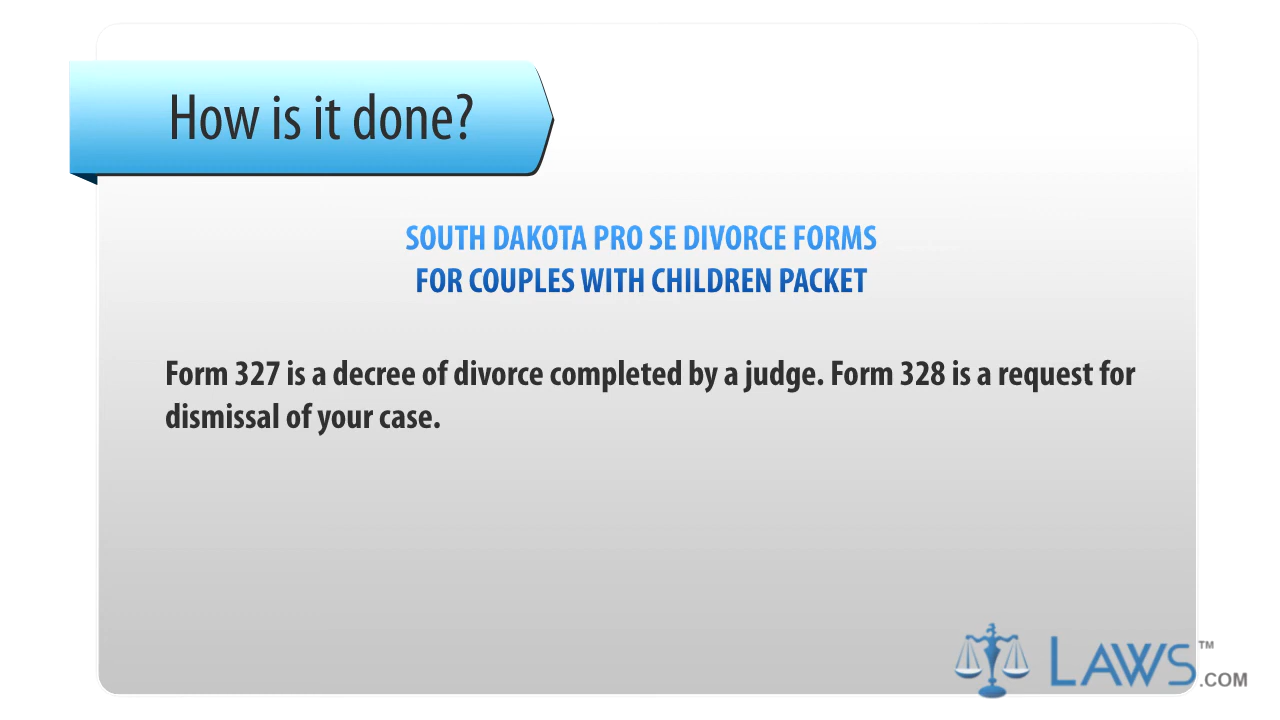 How is it done?
SOUTH DAKOTA PRO SE DIVORCE FORMS
FOR COUPLES WITH CHILDREN PACKET
Form 327 is a decree of divorce completed by a judge. Form 328 is a request for
dismissal of your case.
LAWS™
.COM